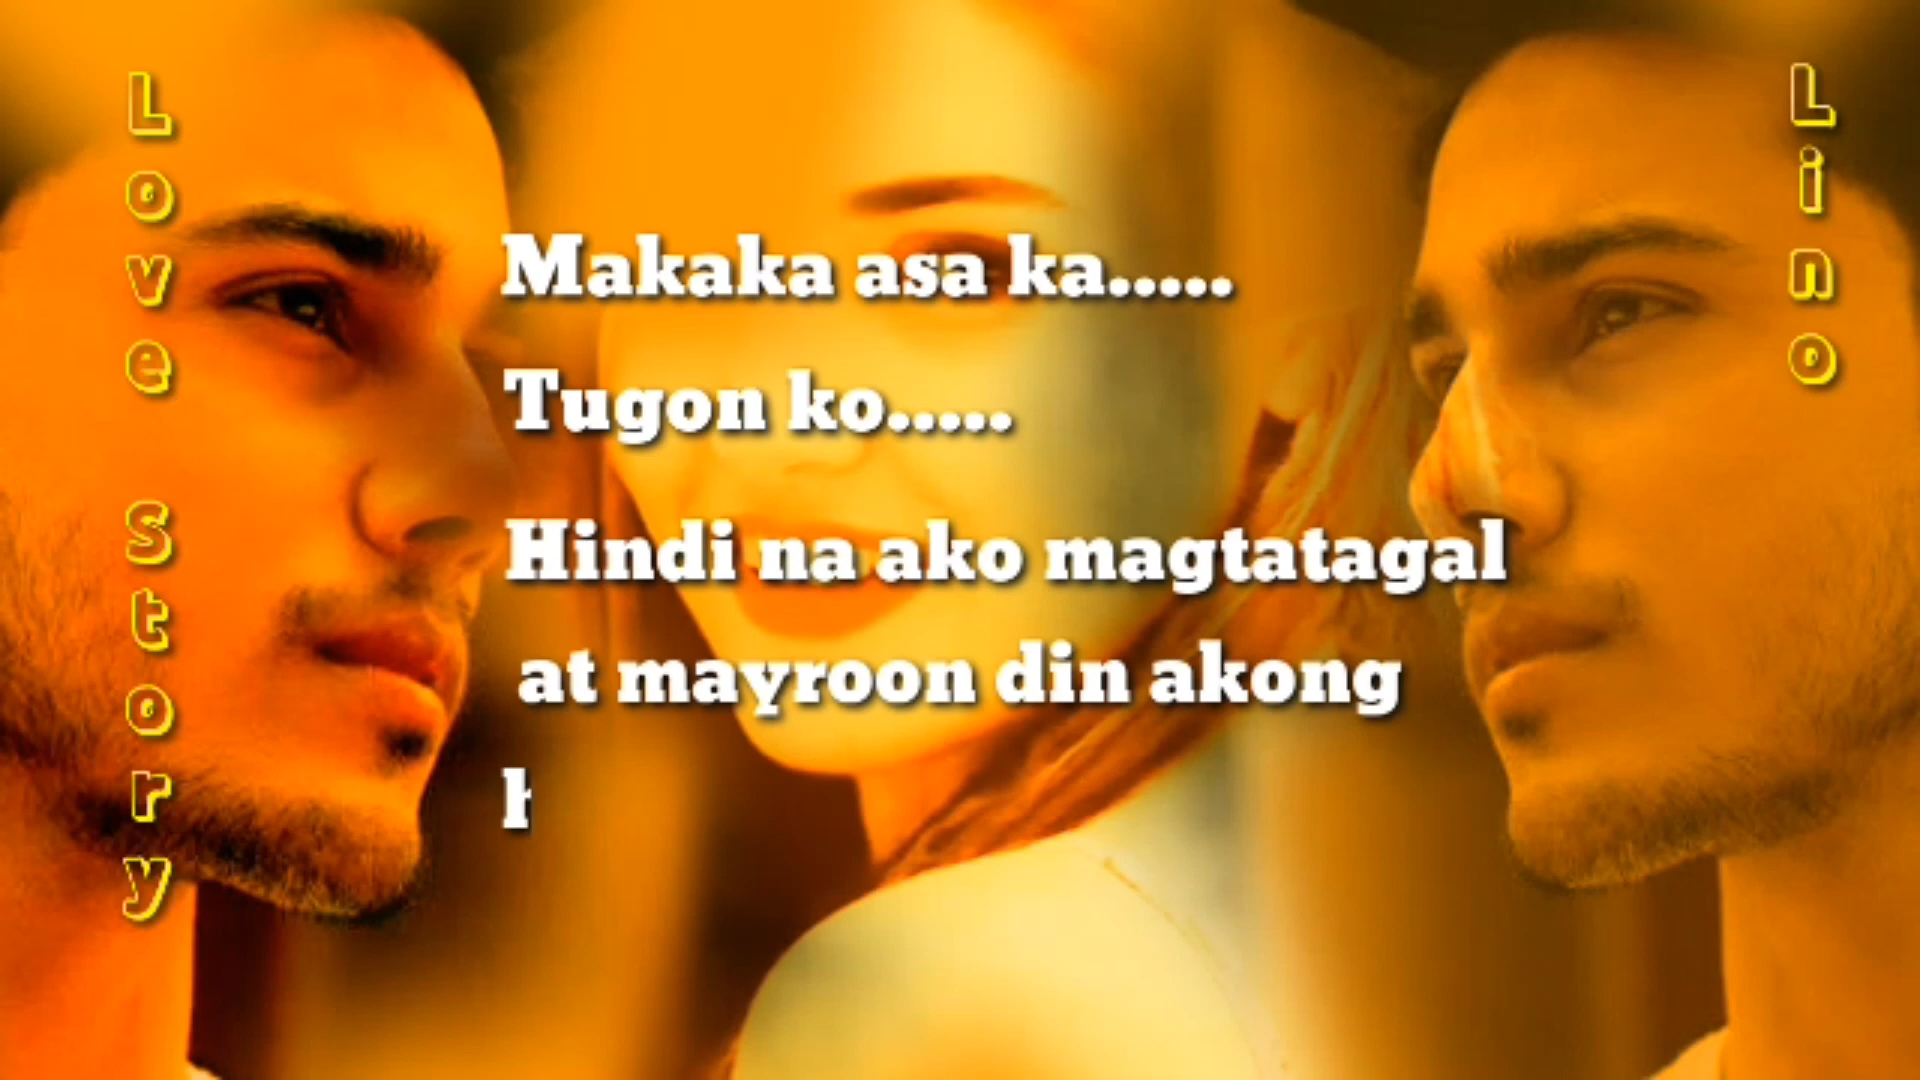 Love Story
Lino
Makaka asa ka.....
Tugon ko.....
Hindi na ako magtatagal
at mayroon din akong